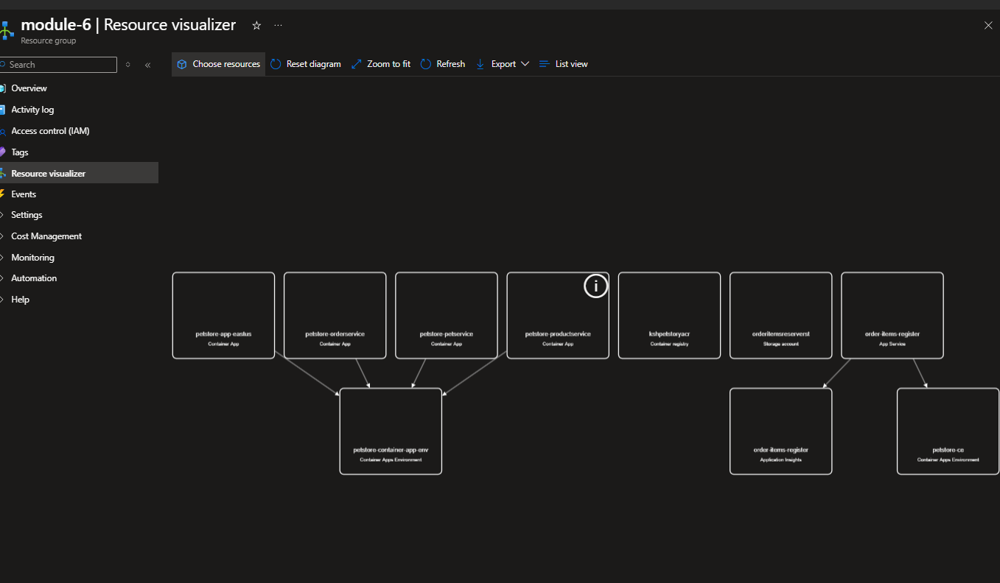 module-6 | Resource visualizer
Resource group
Search
Choose resources
Reset diagram
Zoom to fit
Refresh
Export
List view
Overview
Activity log
Access control (IAM)
Tags
Resource visualizer
Events
Settings
Cost Management
Monitoring
Automation
Help
petstore-app-eastus
Container App
petstore-orderservice
Container App
petstore-petservice
Container App
petstore-productservice
Container App
kshpetstoryacr
Container registry
orderitemsreserverst
Storage account
order-items-register
App Service
petstore-container-app-env
Container Apps Environment
order-items-register
Application Insights
petstore-ce
Container Apps Environment